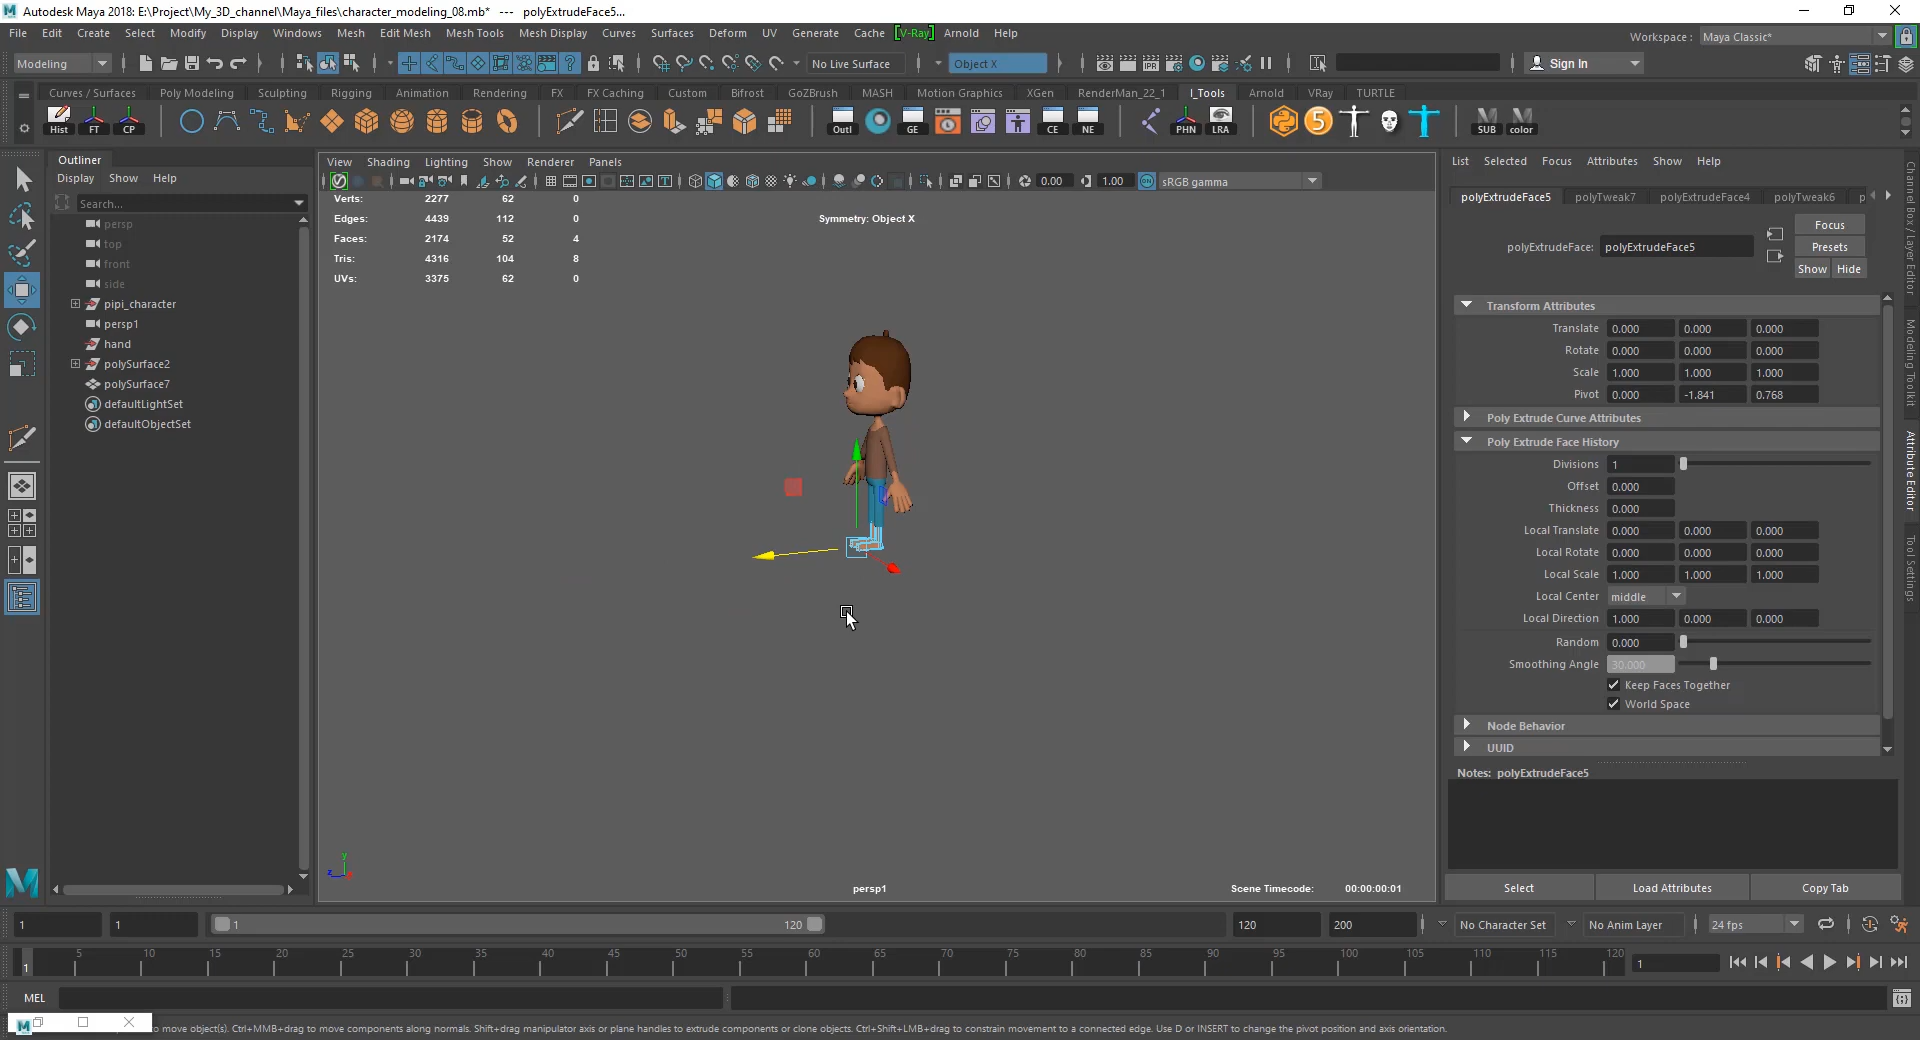 Autodesk Maya 2018: E:\Project\My_3D_channel\Maya_files\character_modeling_08.mb* --- polyExtrudeFace5...
File Edit Create Select Modify Display Windows Mesh Edit Mesh Mesh Tools Mesh Display Curves Surfaces Deform UV Generate Cache [V-Ray] Arnold Help
Workspace : Maya Classic*
Modeling No Live Surface Object X Sign In
Curves / Surfaces Poly Modeling Sculpting Rigging Animation Rendering FX FX Caching Custom Bifrost GoZBrush MASH Motion Graphics XGen RenderMan_22_1 I_Tools Arnold VRay TURTLE
Hist FT CP Outl GE CE NE PHN LRA 5 SUB color
Outliner
Display Show Help
Search...
persp
top
front
side
pipi_character
persp1
hand
polySurface2
polySurface7
defaultLightSet
defaultObjectSet
View Shading Lighting Show Renderer Panels
0.00 1.00 ON sRGB gamma
Verts: 2277 62 0
Edges: 4439 112 0
Faces: 2174 52 4
Tris: 4316 104 8
UVs: 3375 62 0
Symmetry: Object X
y
z
persp1
Scene Timecode: 00:00:00:01
List Selected Focus Attributes Show Help
polyExtrudeFace5 polyTweak7 polyExtrudeFace4 polyTweak6 p
polyExtrudeFace: polyExtrudeFace5
Focus
Presets
Show Hide
Transform Attributes
Translate 0.000 0.000 0.000
Rotate 0.000 0.000 0.000
Scale 1.000 1.000 1.000
Pivot 0.000 -1.841 0.768
Poly Extrude Curve Attributes
Poly Extrude Face History
Divisions 1
Offset 0.000
Thickness 0.000
Local Translate 0.000 0.000 0.000
Local Rotate 0.000 0.000 0.000
Local Scale 1.000 1.000 1.000
Local Center middle
Local Direction 1.000 0.000 0.000
Random 0.000
Smoothing Angle 30.000
Keep Faces Together
World Space
Node Behavior
UUID
Notes: polyExtrudeFace5
Select Load Attributes Copy Tab
Channel Box / Layer Editor
Modeling Toolkit
Attribute Editor
Tool Settings
1 1 1 120 120 200 No Character Set No Anim Layer 24 fps
1 5 10 15 20 25 30 35 40 45 50 55 60 65 70 75 80 85 90 95 100 105 110 115 120 1
MEL
to move object(s). Ctrl+MMB+drag to move components along normals. Shift+drag manipulator axis or plane handles to extrude components or clone objects. Ctrl+Shift+LMB+drag to constrain movement to a connected edge. Use D or INSERT to change the pivot position and axis orientation.